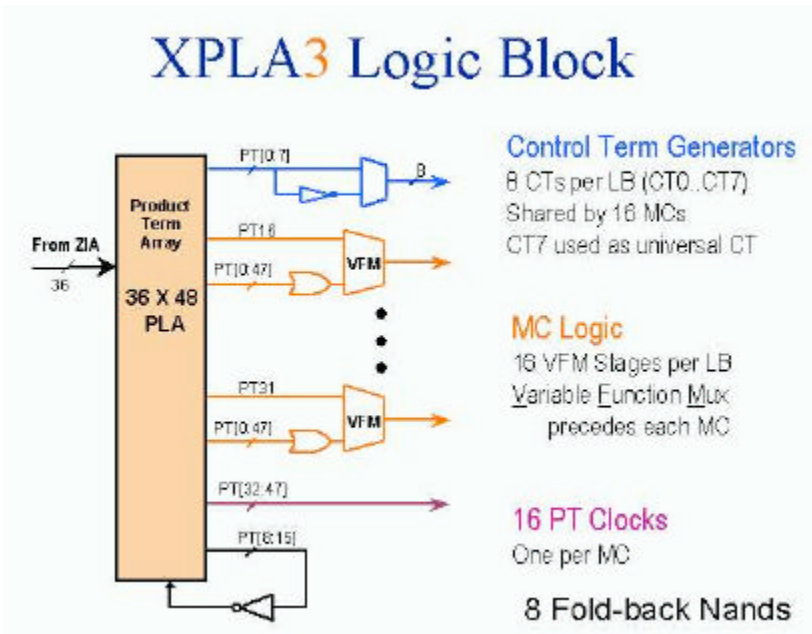 XPLA3 Logic Block
PT[0:7]
8
Control Term Generators
8 CTs per LB (CT0..CT7)
Shared by 16 MCs
CT7 used as universal CT
Product
Term
Array
36 X 48
PLA
From ZIA
36
PT16
PT[0:47]
VFM
MC Logic
16 VFM Stages per LB
Variable Function Mux
precedes each MC
PT31
PT[0:47]
VFM
PT[32:47]
16 PT Clocks
One per MC
PT[8:15]
8 Fold-back Nands